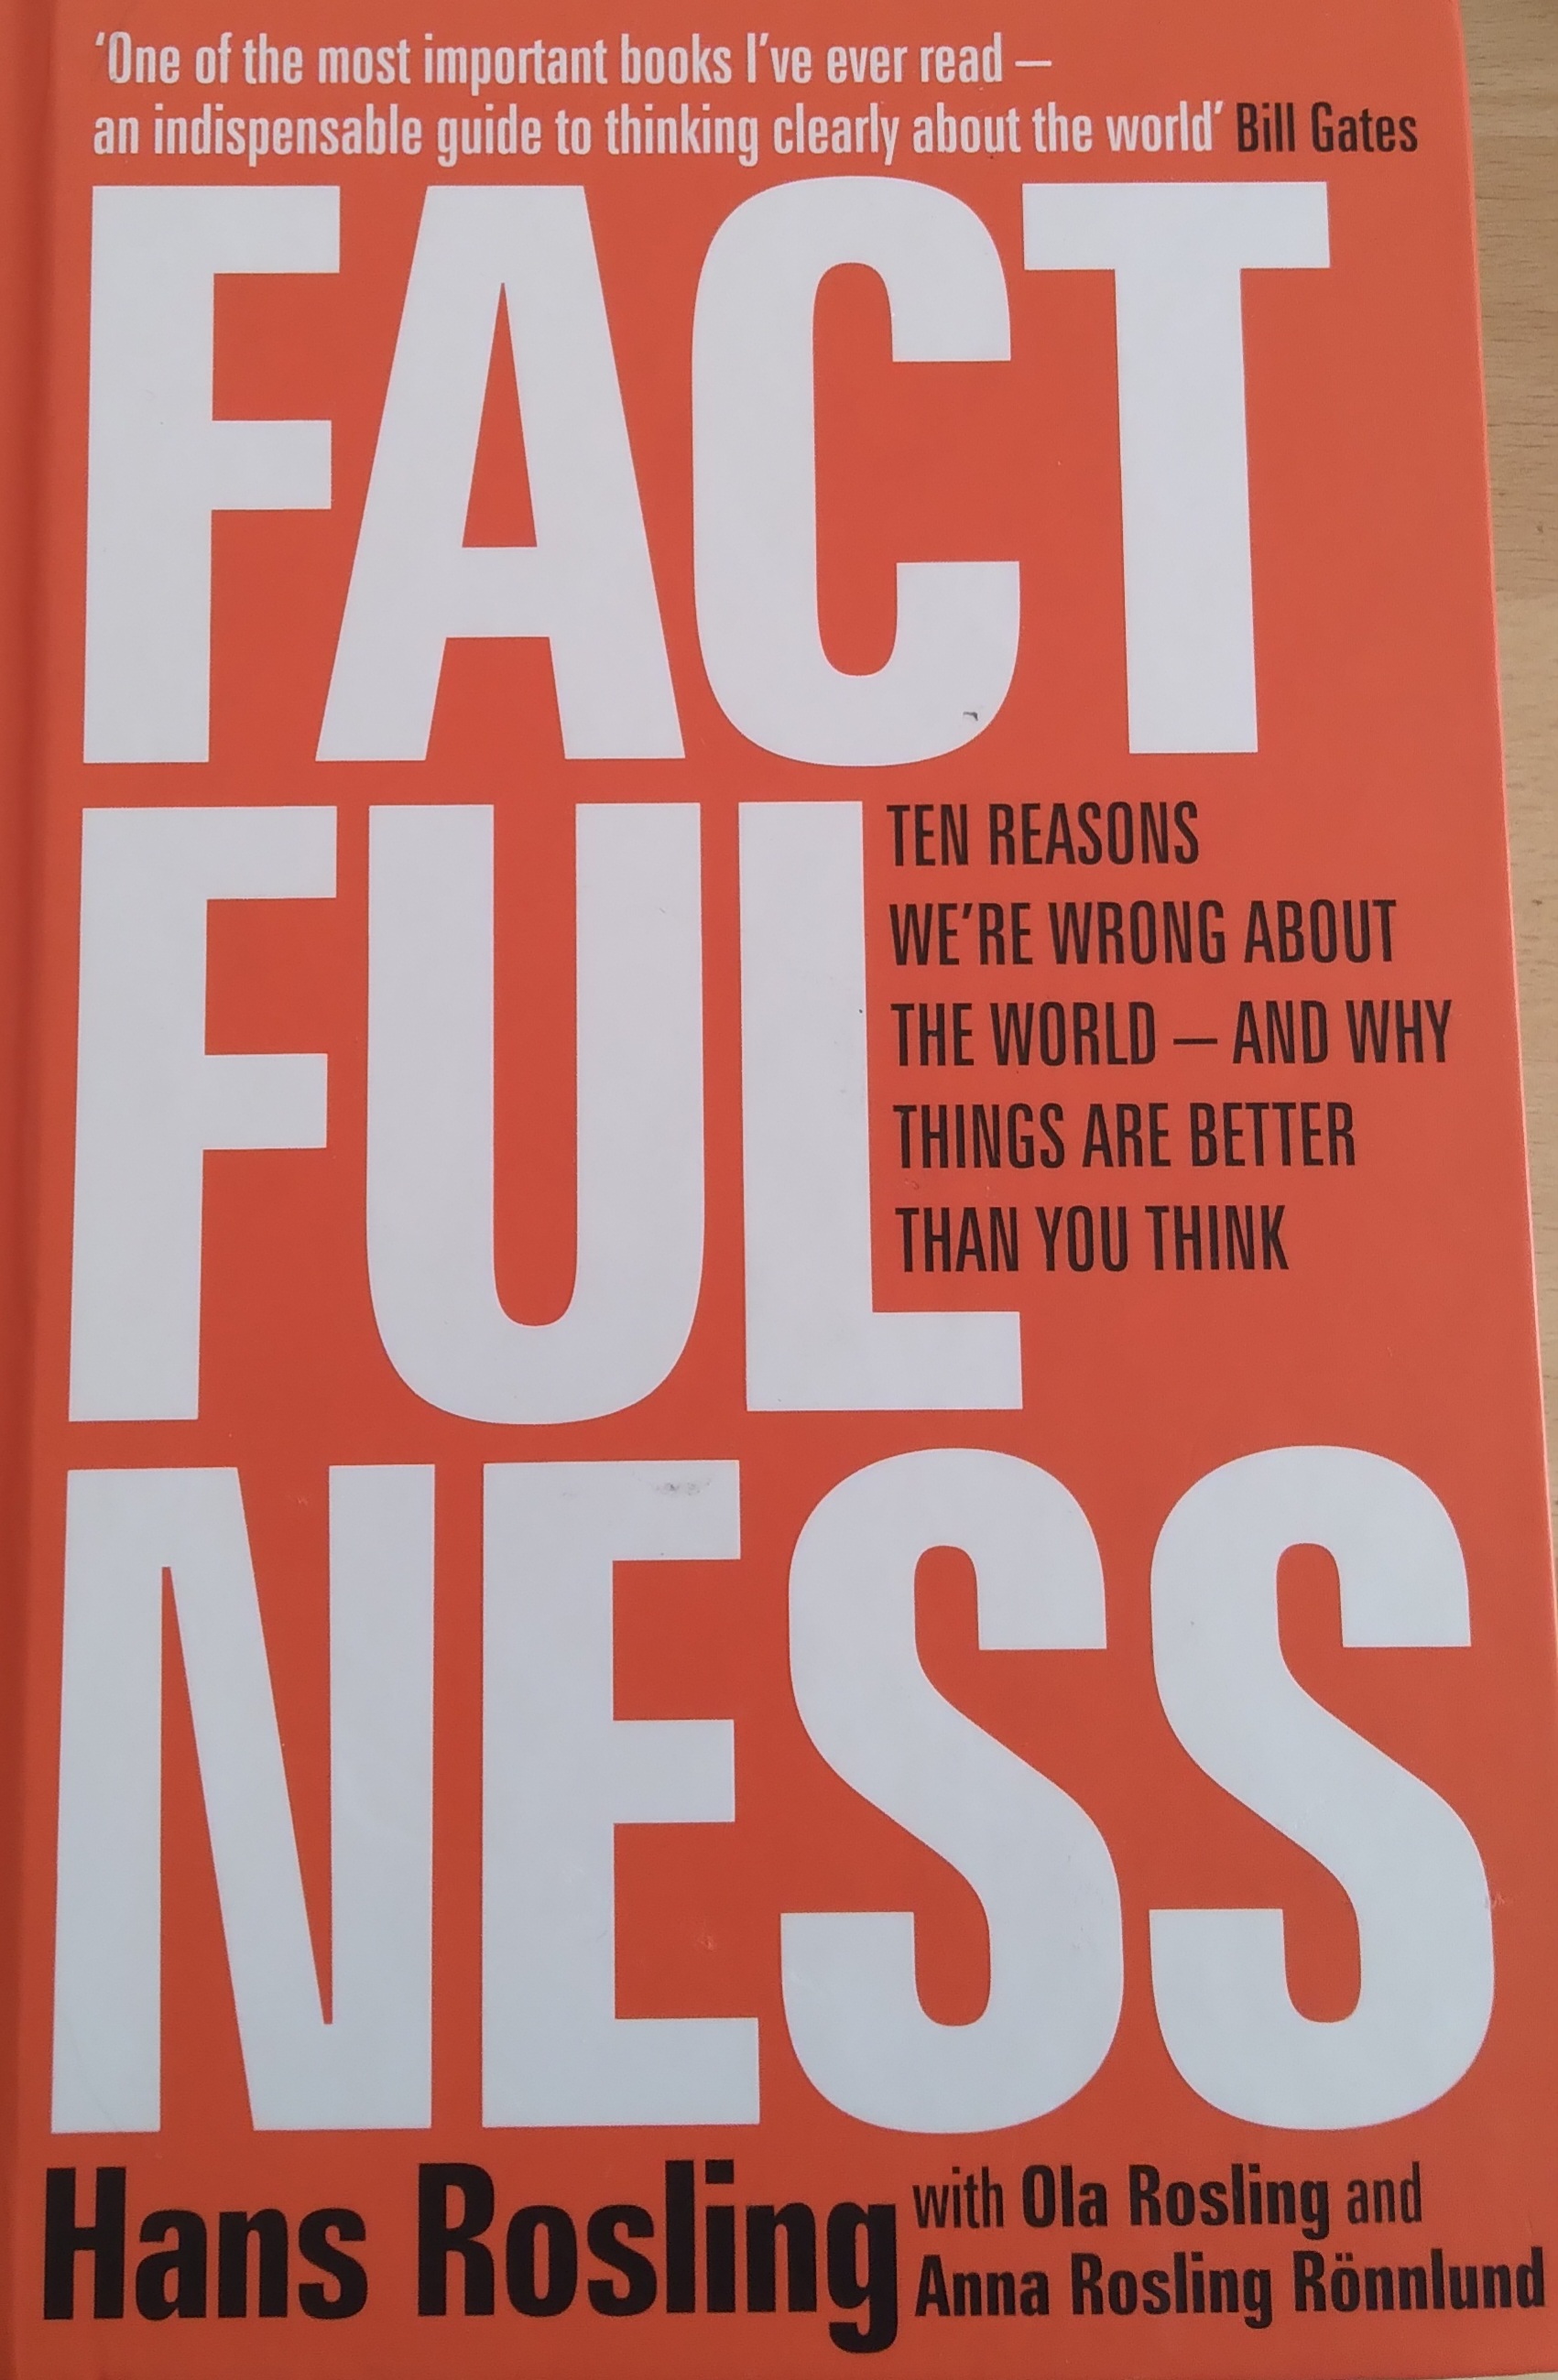 ‘One of the most important books I’ve ever read –
an indispensable guide to thinking clearly about the world’ Bill Gates
FACT
FUL
TEN REASONS
WE’RE WRONG ABOUT
THE WORLD – AND WHY
THINGS ARE BETTER
THAN YOU THINK
NESS
Hans Rosling
with Ola Rosling and
Anna Rosling Rönnlund